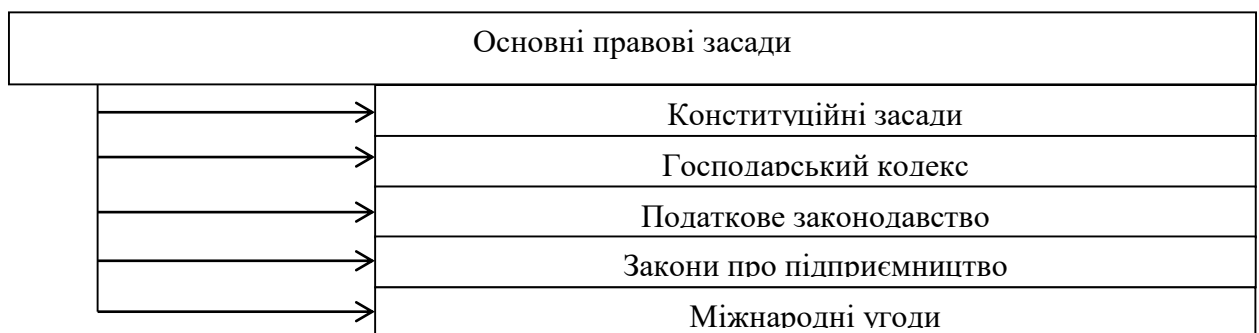 Основні правові засади
Конституційні засади
Господарський кодекс
Податкове законодавство
Закони про підприємництво
Міжнародні угоди